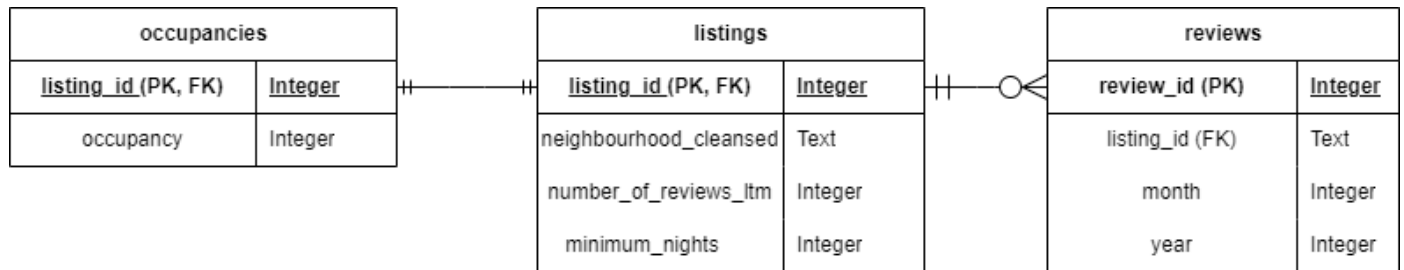 occupancies
listing_id (PK, FK) Integer
occupancy Integer
listings
listing_id (PK, FK) Integer
neighbourhood_cleansed Text
number_of_reviews_ltm Integer
minimum_nights Integer
reviews
review_id (PK) Integer
listing_id (FK) Text
month Integer
year Integer